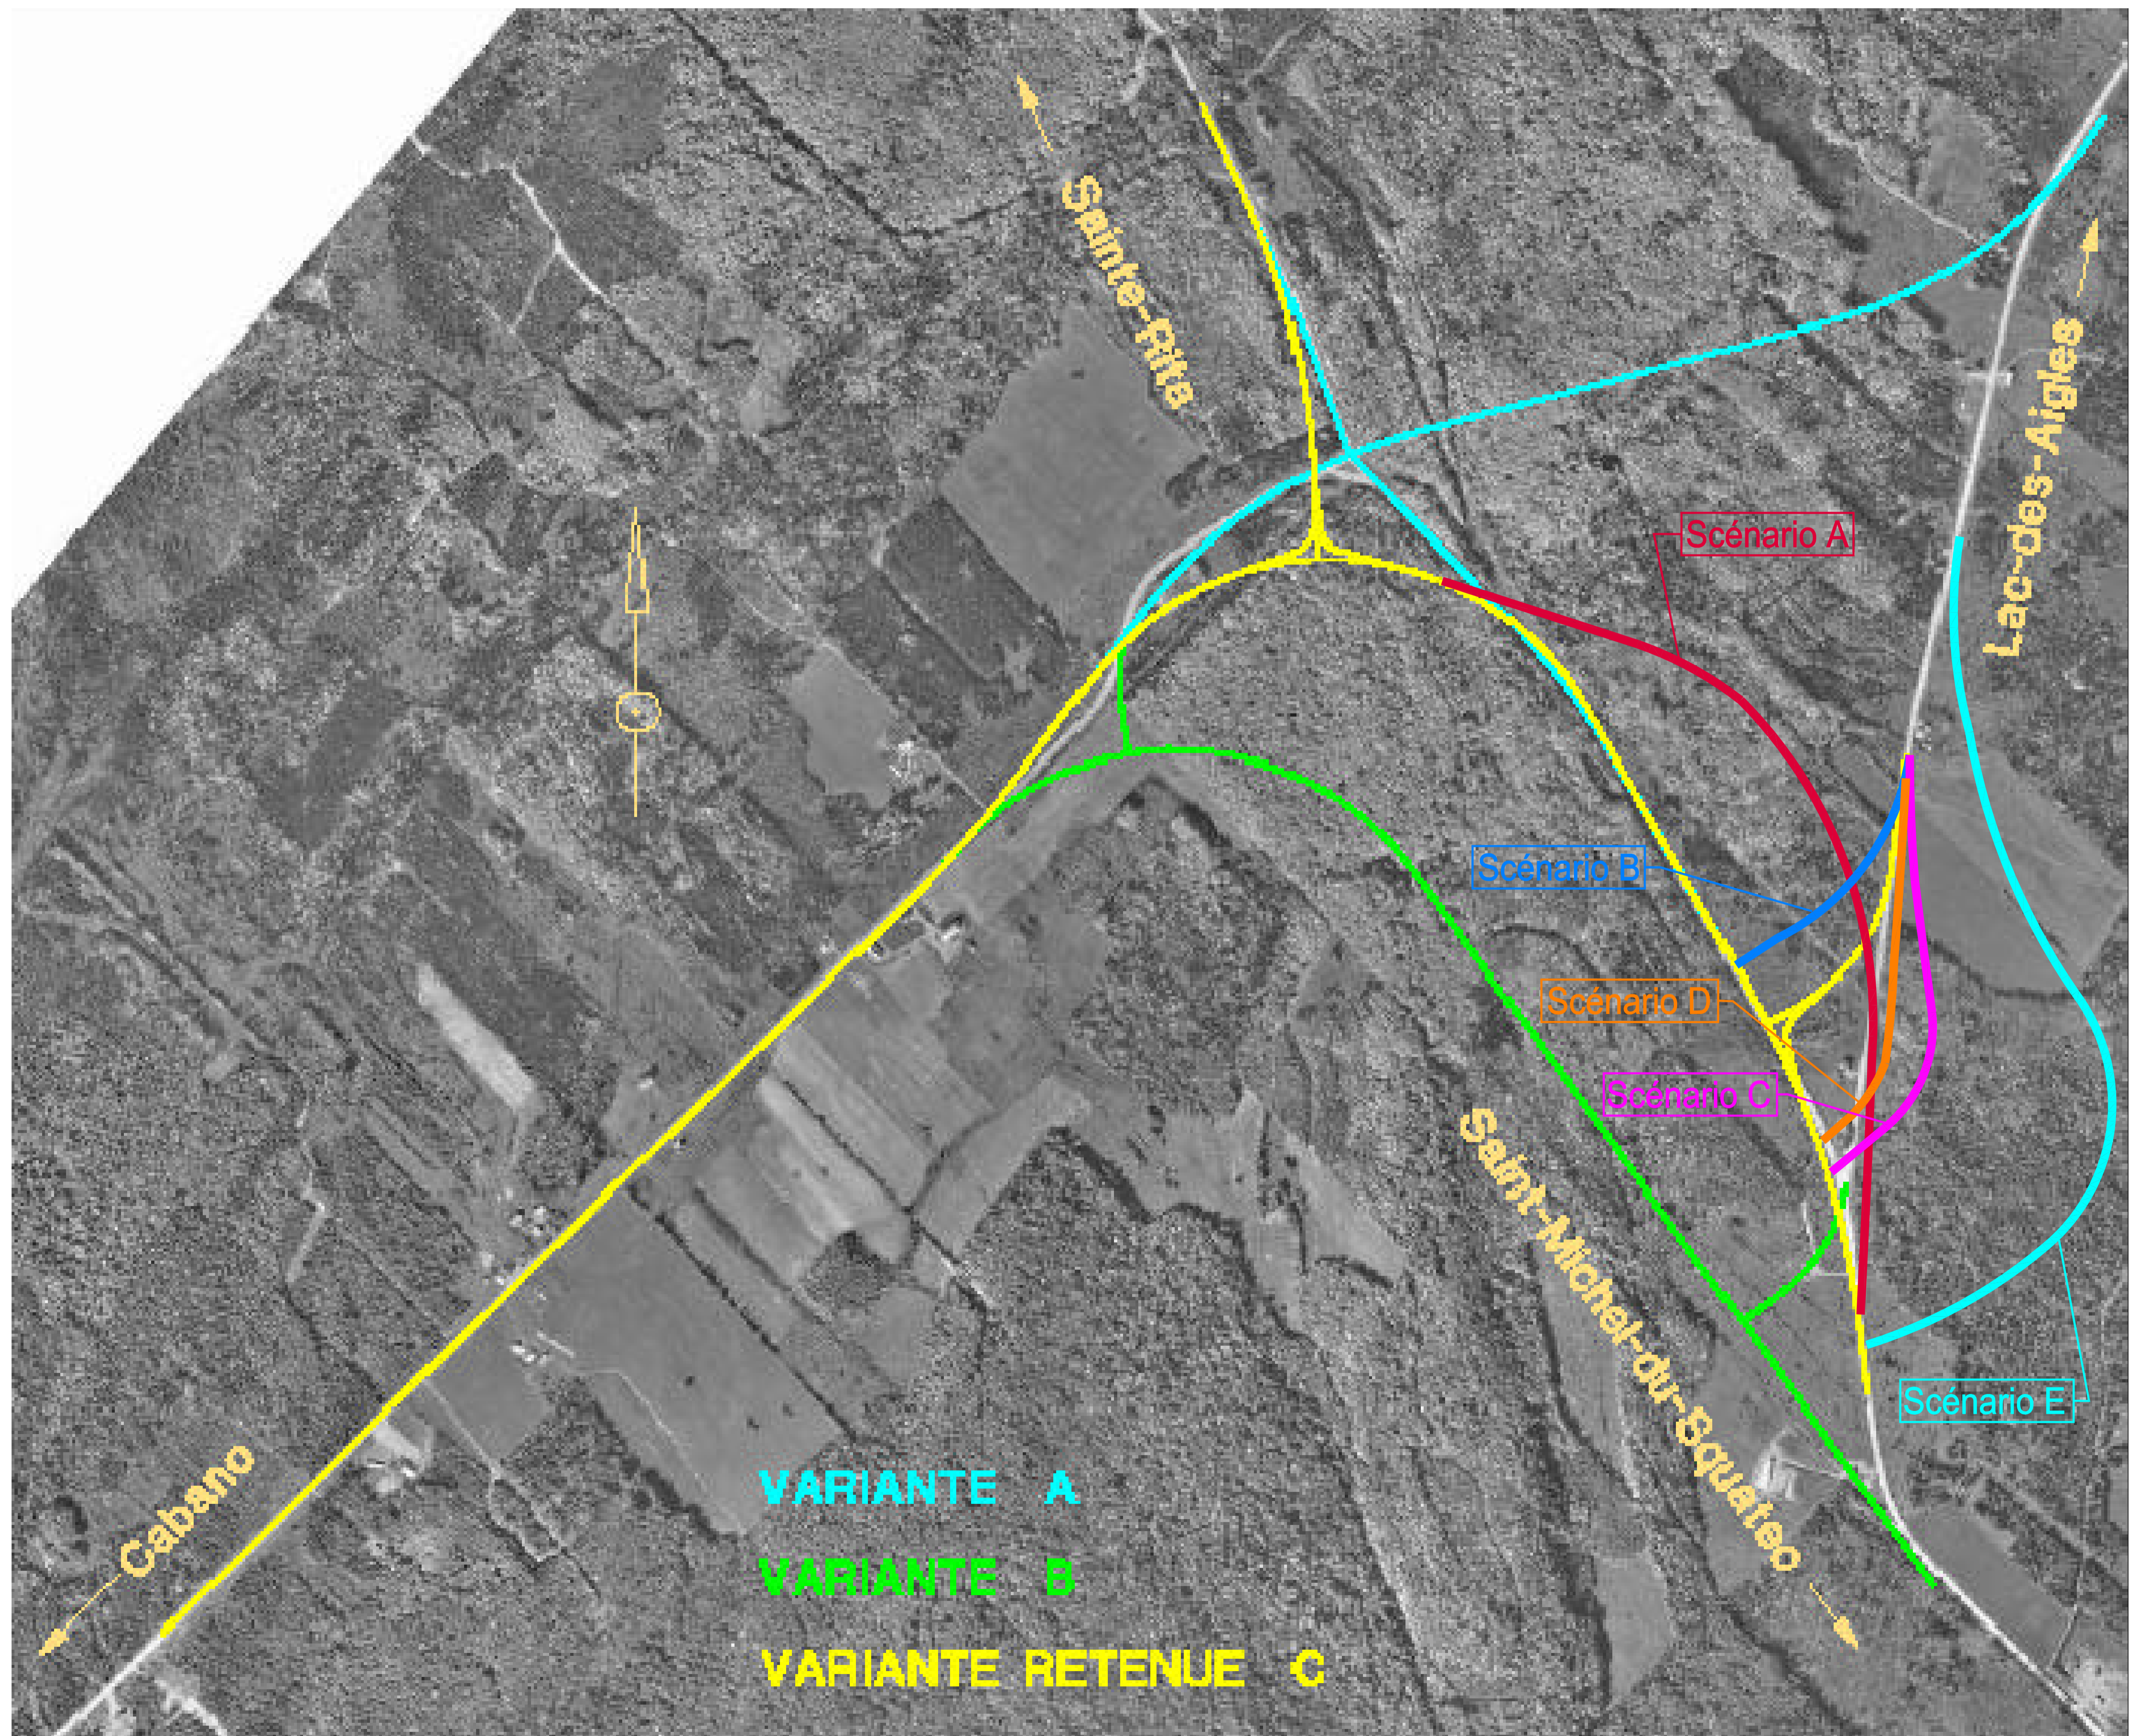 Sainte-Rita
Lac-des-Aigles
Scénario A
Scénario B
Scénario D
Scénario C
Saint-Michel-du-Squatec
Scénario E
Cabano
VARIANTE A
VARIANTE B
VARIANTE RETENUE C